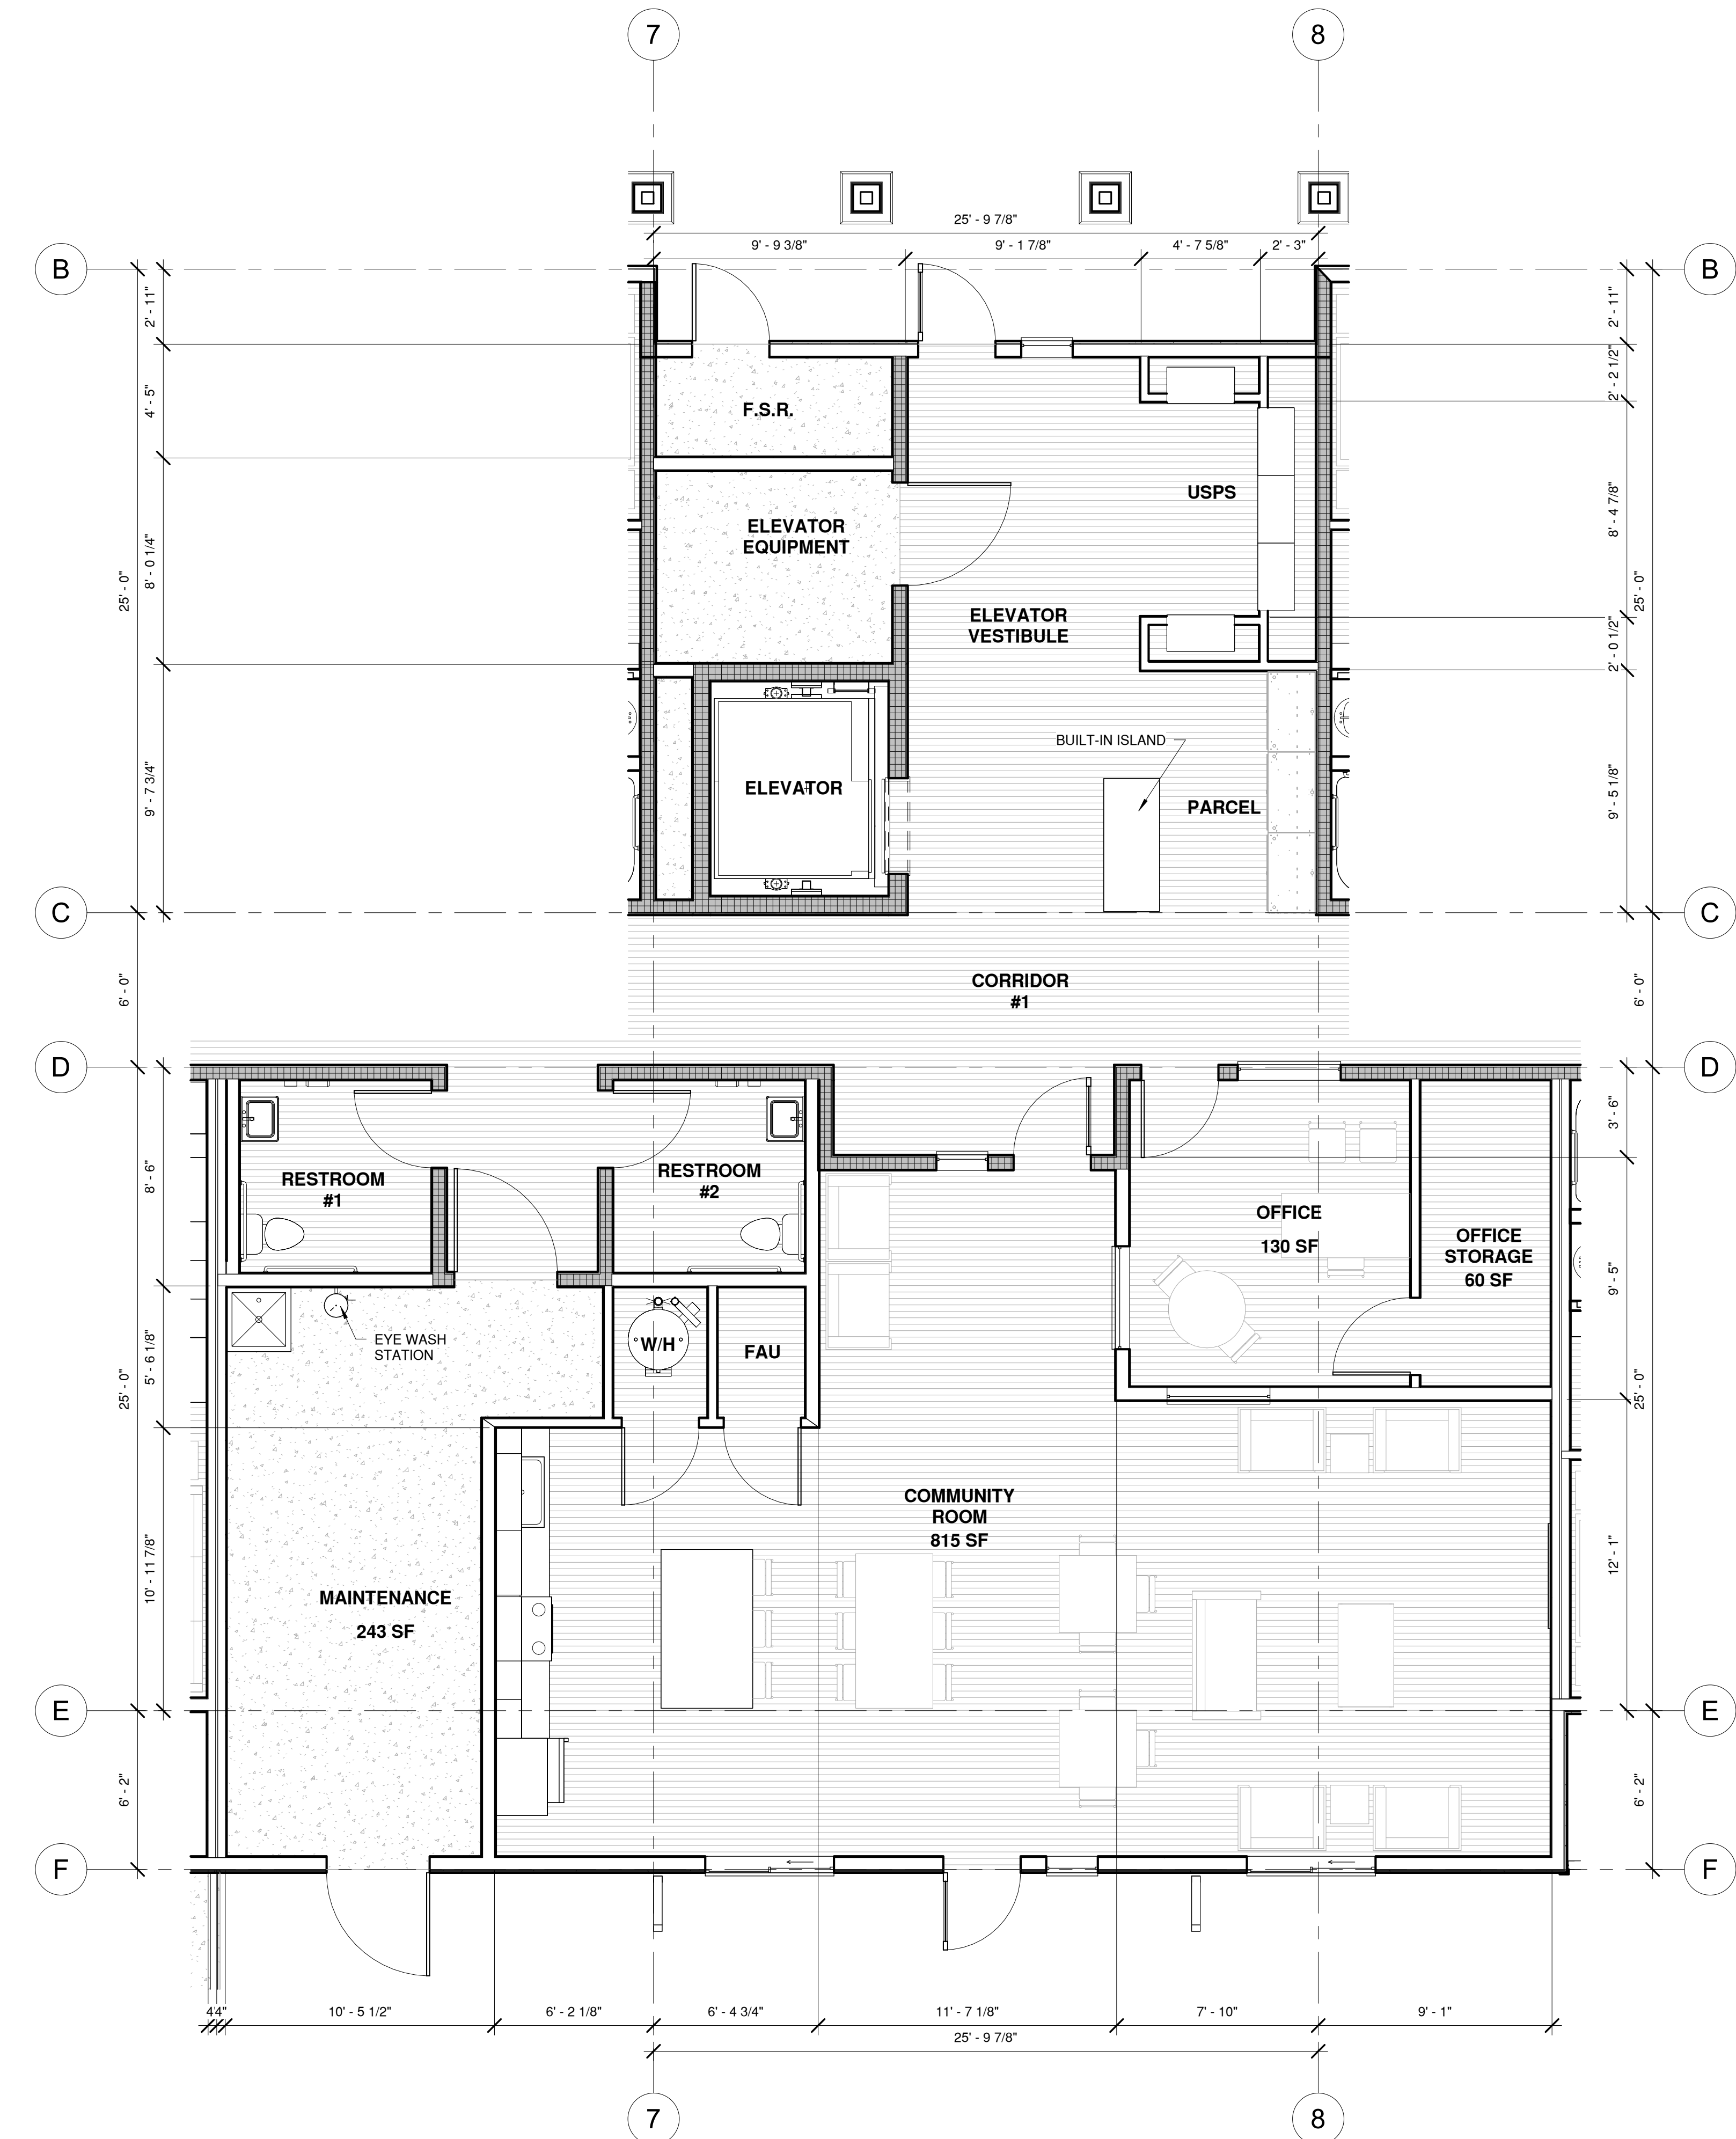 7
8
25' - 9 7/8"
9' - 9 3/8"
9' - 1 7/8"
4' - 7 5/8"
2' - 3"
B
B
2' - 11"
2' - 11"
4' - 5"
2' - 2 1/2"
F.S.R.
USPS
8' - 4 7/8"
ELEVATOR
EQUIPMENT
8' - 0 1/4"
25' - 0"
25' - 0"
ELEVATOR
VESTIBULE
2' - 0 1/2"
BUILT-IN ISLAND
ELEVATOR
PARCEL
9' - 7 3/4"
9' - 5 1/8"
C
C
6' - 0"
CORRIDOR
#1
6' - 0"
D
D
3' - 6"
8' - 6"
RESTROOM
#1
RESTROOM
#2
OFFICE
130 SF
OFFICE
STORAGE
60 SF
9' - 5"
EYE WASH
STATION
W/H
FAU
5' - 6 1/8"
25' - 0"
25' - 0"
COMMUNITY
ROOM
815 SF
10' - 11 7/8"
12' - 1"
MAINTENANCE
243 SF
E
E
6' - 2"
6' - 2"
F
F
44"
10' - 5 1/2"
6' - 2 1/8"
6' - 4 3/4"
11' - 7 1/8"
7' - 10"
9' - 1"
25' - 9 7/8"
7
8